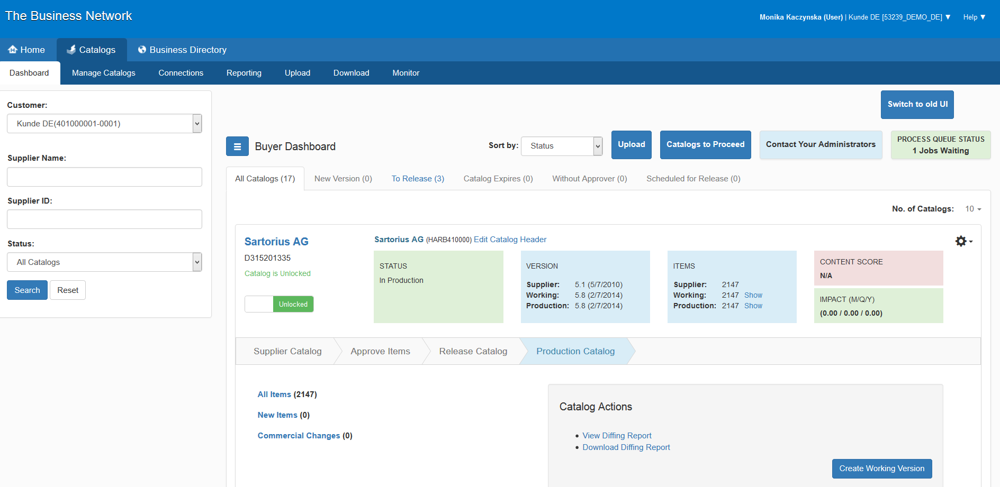 The Business Network
Monika Kaczynska (User) | Kunde DE [53239_DEMO_DE] ▼ Help ▼
Home Catalogs Business Directory
Dashboard Manage Catalogs Connections Reporting Upload Download Monitor
Customer:
Kunde DE(401000001-0001)
Supplier Name:
Supplier ID:
Status:
All Catalogs
Search Reset
Switch to old UI
Buyer Dashboard
Sort by: Status
Upload
Catalogs to Proceed
Contact Your Administrators
PROCESS QUEUE STATUS
1 Jobs Waiting
All Catalogs (17) New Version (0) To Release (3) Catalog Expires (0) Without Approver (0) Scheduled for Release (0)
No. of Catalogs: 10
Sartorius AG
D315201335
Catalog is Unlocked
Unlocked
Sartorius AG (HARB410000) Edit Catalog Header
STATUS
In Production
VERSION
Supplier: 5.1 (5/7/2010)
Working: 5.8 (2/7/2014)
Production: 5.8 (2/7/2014)
ITEMS
Supplier: 2147
Working: 2147 Show
Production: 2147 Show
CONTENT SCORE
N/A
IMPACT (M/Q/Y)
(0.00 / 0.00 / 0.00)
Supplier Catalog Approve Items Release Catalog Production Catalog
All Items (2147)
New Items (0)
Commercial Changes (0)
Catalog Actions
• View Diffing Report
• Download Diffing Report
Create Working Version